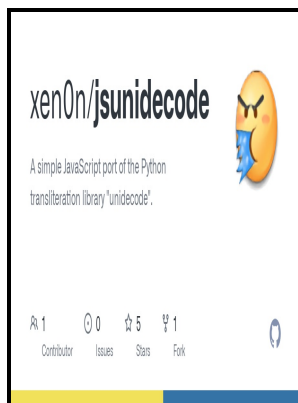 xen0n/jsunidecode
A simple JavaScript port of the Python
transliteration library "unidecode".
1 0 5 1
Contributor Issues Stars Fork